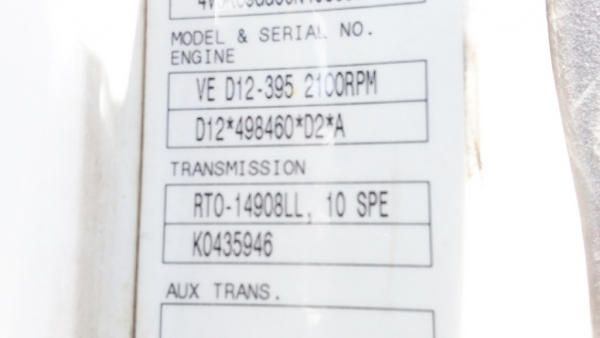 MODEL & SERIAL NO.
ENGINE
VE D12-395 2100RPM
D12*498460*D2*A
TRANSMISSION
RTO-14908LL, 10 SPE
K0435946
AUX TRANS.